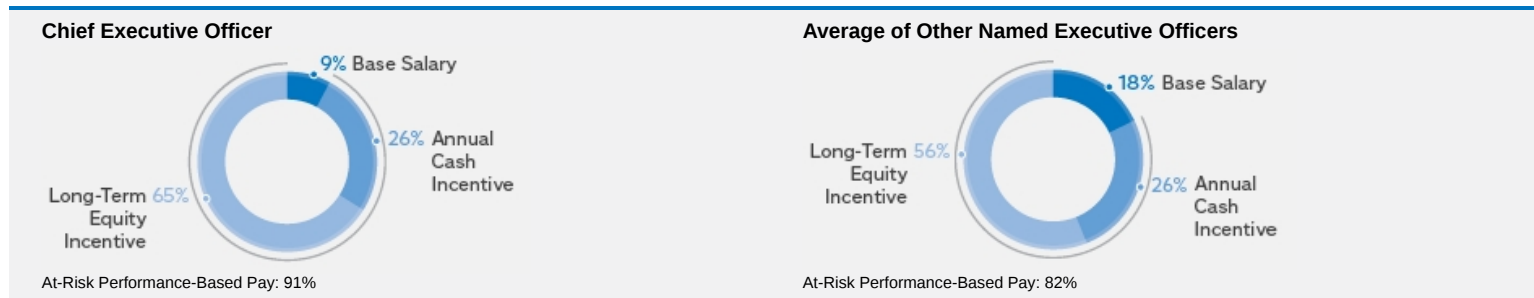 Chief Executive Officer
9% Base Salary
26% Annual
Cash
Incentive
Long-Term 65%
Equity
Incentive
At-Risk Performance-Based Pay: 91%
Average of Other Named Executive Officers
18% Base Salary
Long-Term 56%
Equity
Incentive
26% Annual
Cash
Incentive
At-Risk Performance-Based Pay: 82%